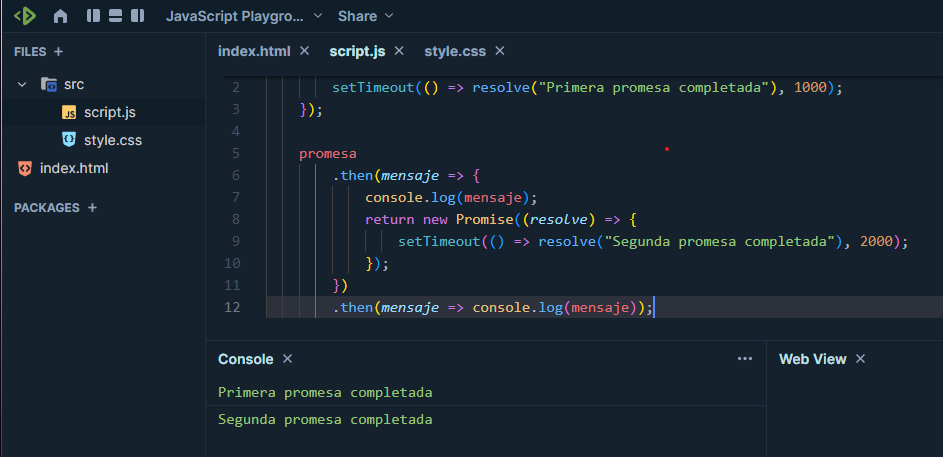 JavaScript Playgro... Share
FILES +
index.html × script.js × style.css ×
src
script.js
style.css
index.html
PACKAGES +
2 setTimeout(() => resolve("Primera promesa completada"), 1000);
3 });
4
5 promesa
6 .then(mensaje => {
7 console.log(mensaje);
8 return new Promise((resolve) => {
9 setTimeout(() => resolve("Segunda promesa completada"), 2000);
10 });
11 })
12 .then(mensaje => console.log(mensaje));
Console × ...
Primera promesa completada
Segunda promesa completada
Web View ×